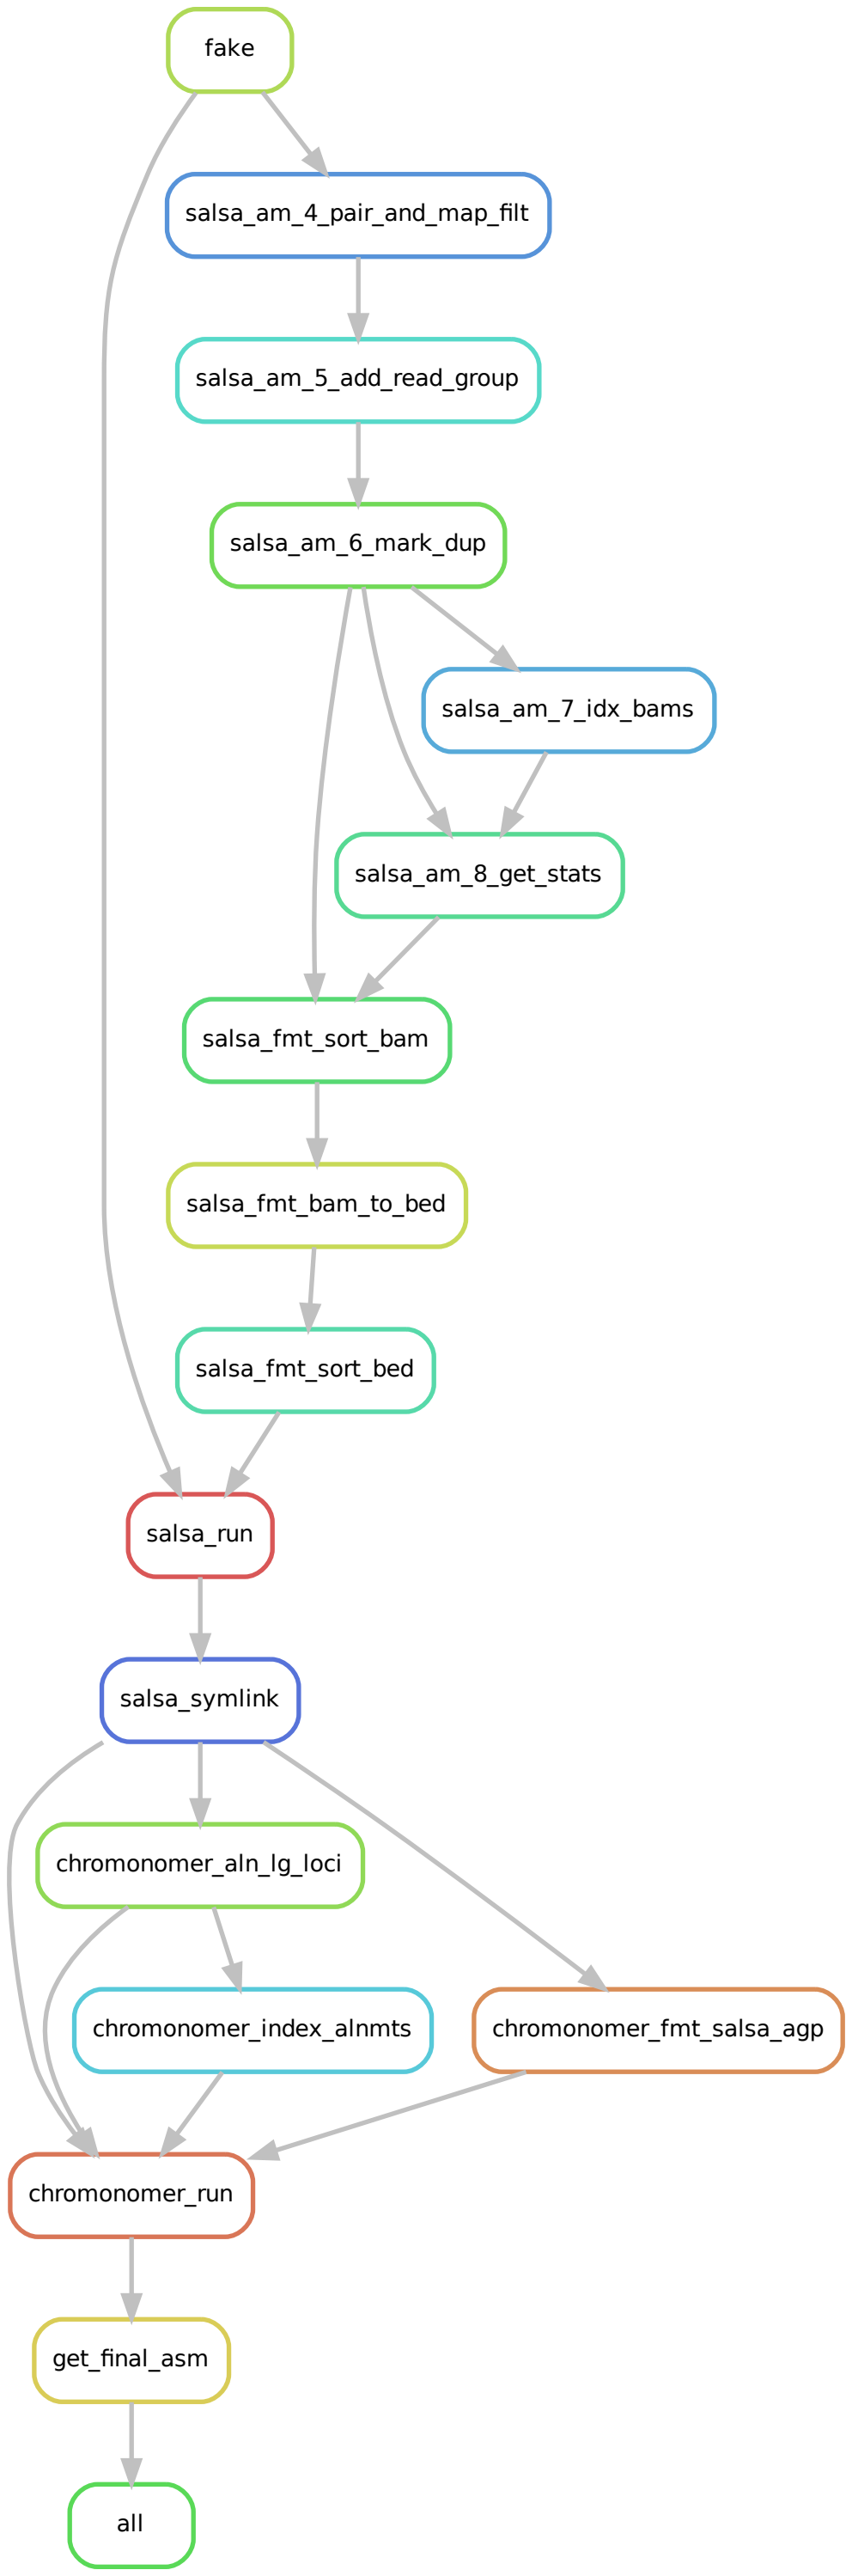 fake
salsa_am_4_pair_and_map_filt
salsa_am_5_add_read_group
salsa_am_6_mark_dup
salsa_am_7_idx_bams
salsa_am_8_get_stats
salsa_fmt_sort_bam
salsa_fmt_bam_to_bed
salsa_fmt_sort_bed
salsa_run
salsa_symlink
chromonomer_aln_lg_loci
chromonomer_index_alnmts
chromonomer_fmt_salsa_agp
chromonomer_run
get_final_asm
all